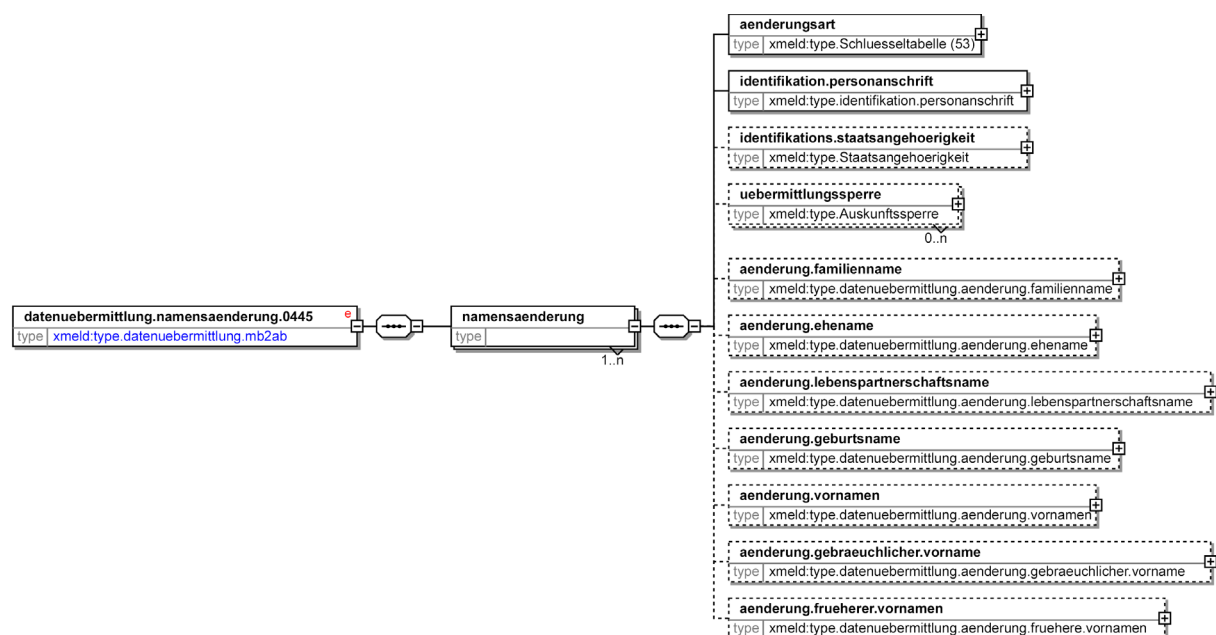 aenderungsart
type xmeld:type.Schluesseltabelle (53)
identifikation.personanschrift
type xmeld:type.identifikation.personanschrift
identifikations.staatsangehoerigkeit
type xmeld:type.Staatsangehoerigkeit
uebermittlungssperre
type xmeld:type.Auskunftssperre
0..n
aenderung.familienname
type xmeld:type.datenuebermittlung.aenderung.familienname
datenuebermittlung.namensaenderung.0445 e
type xmeld:type.datenuebermittlung.mb2ab
namensaenderung
type
1..n
aenderung.ehename
type xmeld:type.datenuebermittlung.aenderung.ehename
aenderung.lebenspartnerschaftsname
type xmeld:type.datenuebermittlung.aenderung.lebenspartnerschaftsname
aenderung.geburtsname
type xmeld:type.datenuebermittlung.aenderung.geburtsname
aenderung.vornamen
type xmeld:type.datenuebermittlung.aenderung.vornamen
aenderung.gebraeuchlicher.vorname
type xmeld:type.datenuebermittlung.aenderung.gebraeuchlicher.vorname
aenderung.frueherer.vornamen
type xmeld:type.datenuebermittlung.aenderung.fruehere.vornamen